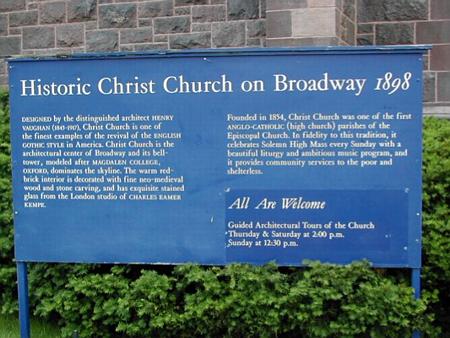 Historic Christ Church on Broadway 1898
DESIGNED by the distinguished architect HENRY
VAUGHAN (1845-1917), Christ Church is one of
the finest examples of the revival of the ENGLISH
GOTHIC STYLE in America. Christ Church is the
architectural center of Broadway and its bell-
tower, modeled after MAGDALEN COLLEGE,
OXFORD, dominates the skyline. The warm red-
brick interior is decorated with fine neo-medieval
wood and stone carving, and has exquisite stained
glass from the London studio of CHARLES EAMER
KEMPE.
Founded in 1854, Christ Church was one of the first
ANGLO-CATHOLIC (high church) parishes of the
Episcopal Church. In fidelity to this tradition, it
celebrates Solemn High Mass every Sunday with a
beautiful liturgy and ambitious music program, and
it provides community services to the poor and
shelterless.
All Are Welcome
Guided Architectural Tours of the Church
Thursday & Saturday at 2:00 p.m.
Sunday at 12:30 p.m.